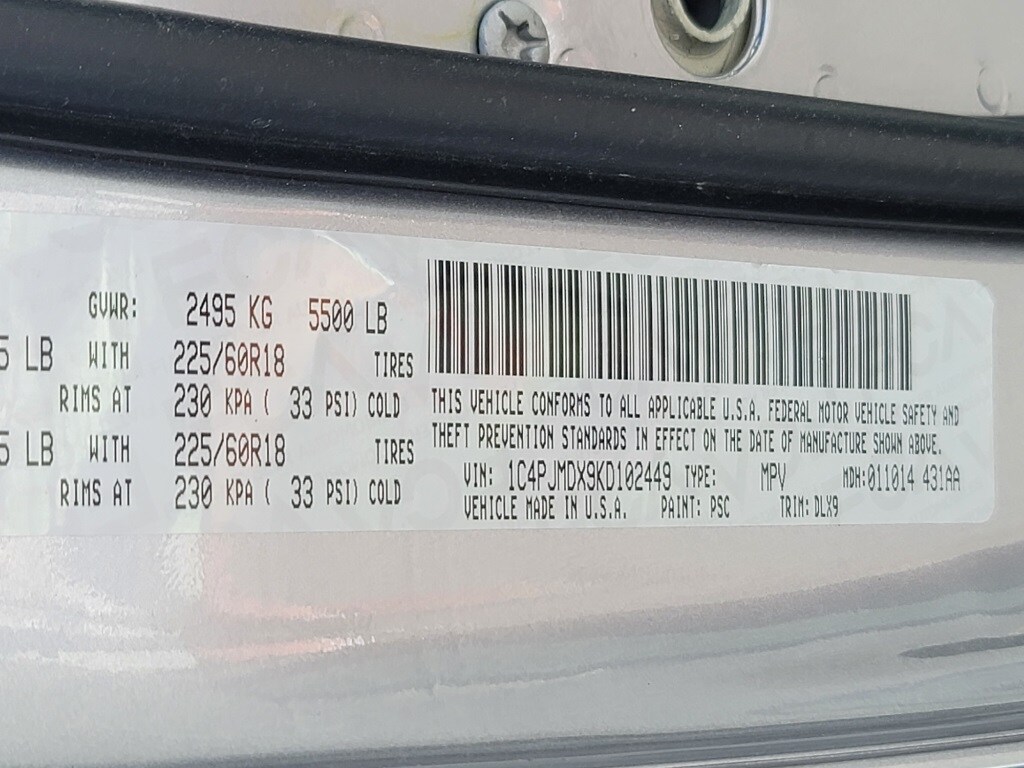 GVWR: 2495 KG 5500 LB
5 LB WITH 225/60R18 TIRES
RIMS AT 230 KPA ( 33 PSI) COLD
5 LB WITH 225/60R18 TIRES
RIMS AT 230 KPA ( 33 PSI) COLD
THIS VEHICLE CONFORMS TO ALL APPLICABLE U.S.A. FEDERAL MOTOR VEHICLE SAFETY AND
THEFT PREVENTION STANDARDS IN EFFECT ON THE DATE OF MANUFACTURE SHOWN ABOVE.
VIN: 1C4PJMDX9KD102449 TYPE: MPV MDH:011014 431AA
VEHICLE MADE IN U.S.A. PAINT: PSC TRIM: DLX9